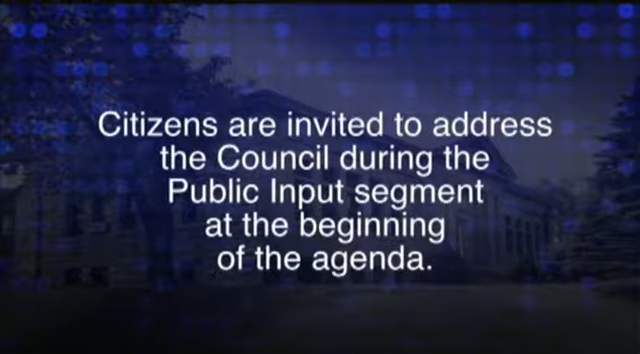 Citizens are invited to address
the Council during the
Public Input segment
at the beginning
of the agenda.